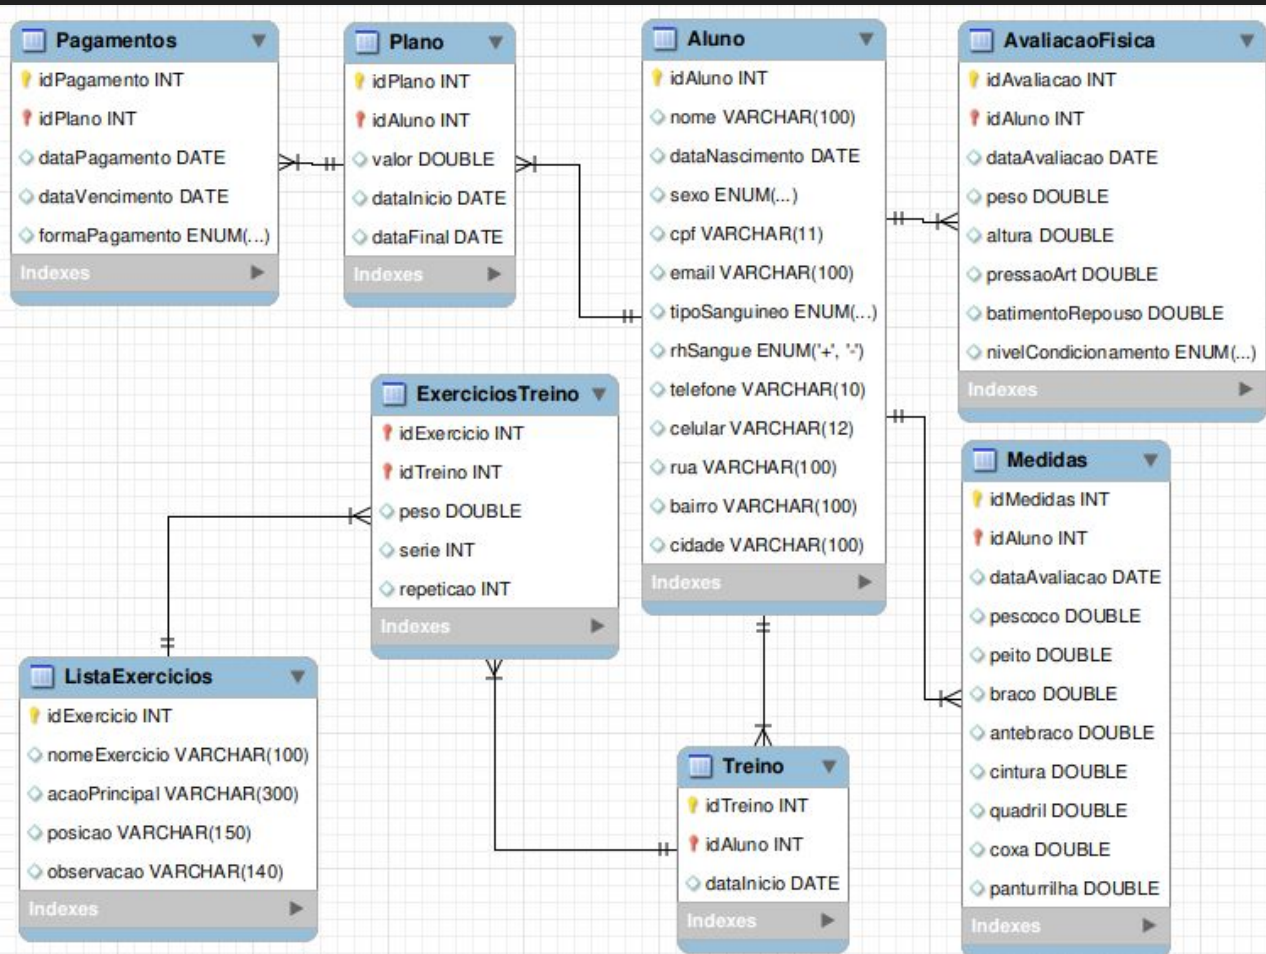 Pagamentos
idPagamento INT
idPlano INT
dataPagamento DATE
dataVencimento DATE
formaPagamento ENUM(...)
Indexes
Plano
idPlano INT
idAluno INT
valor DOUBLE
dataInicio DATE
dataFinal DATE
Indexes
Aluno
idAluno INT
nome VARCHAR(100)
dataNascimento DATE
sexo ENUM(...)
cpf VARCHAR(11)
email VARCHAR(100)
tipoSanguineo ENUM(...)
rhSangue ENUM('+', '-')
telefone VARCHAR(10)
celular VARCHAR(12)
rua VARCHAR(100)
bairro VARCHAR(100)
cidade VARCHAR(100)
Indexes
AvaliacaoFisica
idAvaliacao INT
idAluno INT
dataAvaliacao DATE
peso DOUBLE
altura DOUBLE
pressaoArt DOUBLE
batimentoRepouso DOUBLE
nivelCondicionamento ENUM(...)
Indexes
ExerciciosTreino
idExercicio INT
idTreino INT
peso DOUBLE
serie INT
repeticao INT
Indexes
Medidas
idMedidas INT
idAluno INT
dataAvaliacao DATE
pescoco DOUBLE
peito DOUBLE
braco DOUBLE
antebraco DOUBLE
cintura DOUBLE
quadril DOUBLE
coxa DOUBLE
panturrilha DOUBLE
Indexes
ListaExercicios
idExercicio INT
nomeExercicio VARCHAR(100)
acaoPrincipal VARCHAR(300)
posicao VARCHAR(150)
observacao VARCHAR(140)
Indexes
Treino
idTreino INT
idAluno INT
dataInicio DATE
Indexes